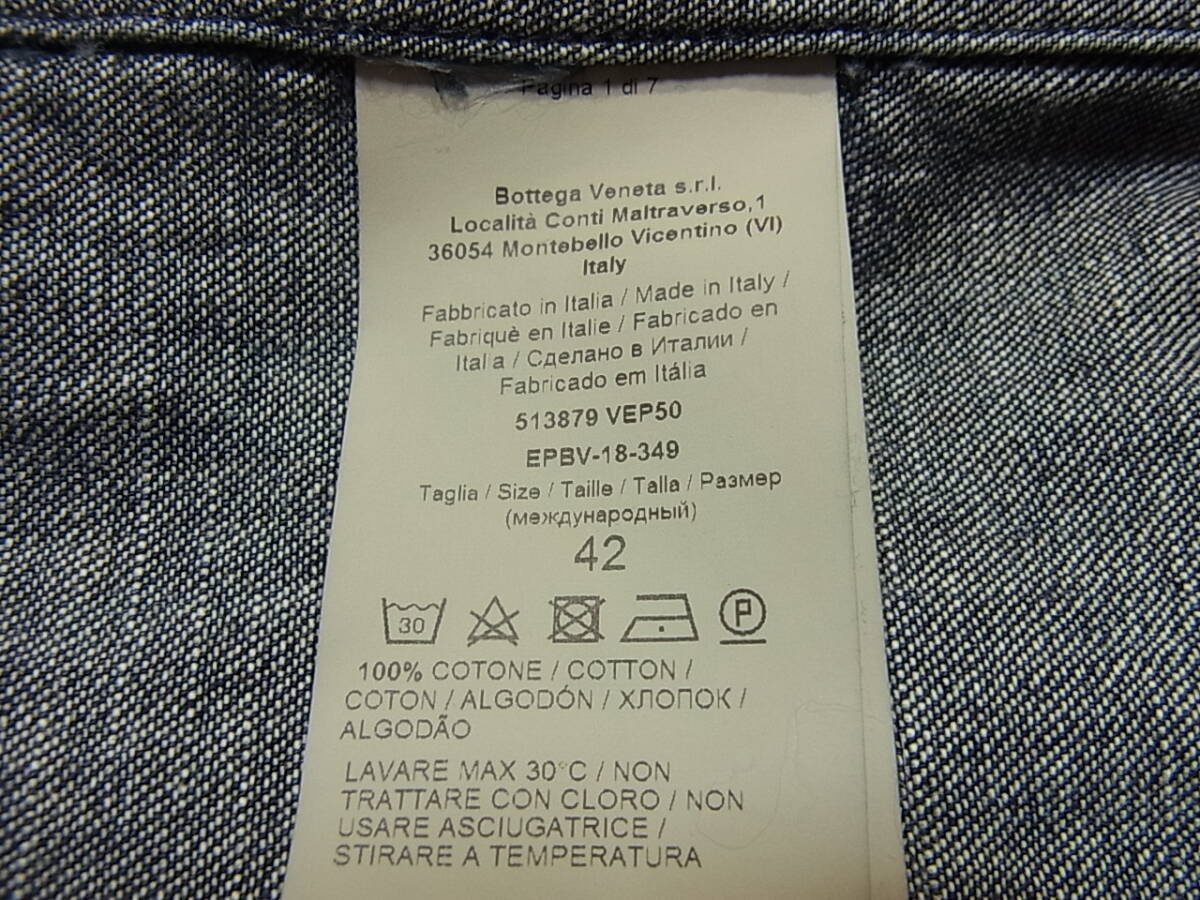 Pagina 1 di 7
Bottega Veneta s.r.l.
Località Conti Maltraverso,1
36054 Montebello Vicentino (VI)
Italy
Fabbricato in Italia / Made in Italy /
Fabriquè en Italie / Fabricado en
Italia / Сделано в Италии /
Fabricado em Itália
513879 VEP50
EPBV-18-349
Taglia / Size / Taille / Talla / Размер
(международный)
42
30 P
100% COTONE / COTTON /
COTON / ALGODÓN / ХЛОПОК /
ALGODÃO
LAVARE MAX 30°C / NON
TRATTARE CON CLORO / NON
USARE ASCIUGATRICE /
STIRARE A TEMPERATURA